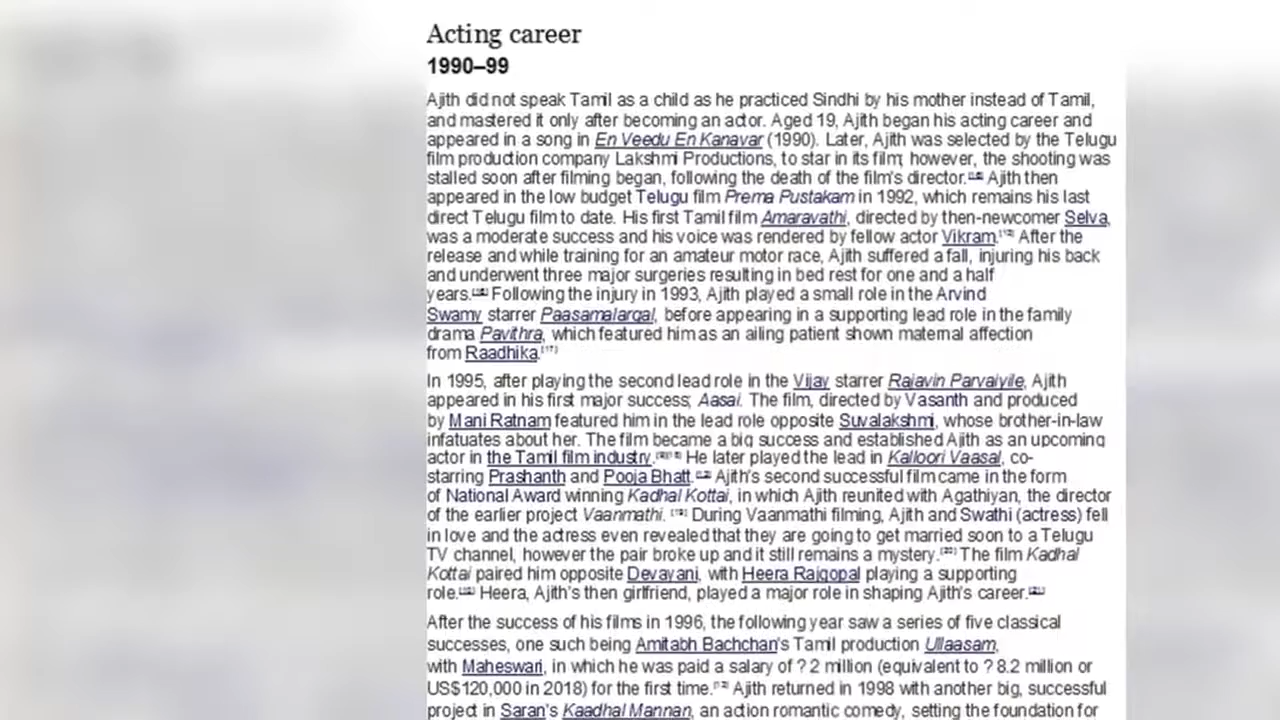 Acting career
1990–99
Ajith did not speak Tamil as a child as he practiced Sindhi by his mother instead of Tamil,
and mastered it only after becoming an actor. Aged 19, Ajith began his acting career and
appeared in a song in En Veedu En Kanavar (1990). Later, Ajith was selected by the Telugu
film production company Lakshmi Productions, to star in its film; however, the shooting was
stalled soon after filming began, following the death of the film's director. Ajith then
appeared in the low budget Telugu film Prema Pustakam in 1992, which remains his last
direct Telugu film to date. His first Tamil film Amaravathi, directed by then-newcomer Selva,
was a moderate success and his voice was rendered by fellow actor Vikram. After the
release and while training for an amateur motor race, Ajith suffered a fall, injuring his back
and underwent three major surgeries resulting in bed rest for one and a half
years. Following the injury in 1993, Ajith played a small role in the Arvind
Swamy starrer Paasamalargal, before appearing in a supporting lead role in the family
drama Pavithra, which featured him as an ailing patient shown maternal affection
from Raadhika.
In 1995, after playing the second lead role in the Vijay starrer Rajavin Parvaiyile, Ajith
appeared in his first major success; Aasai. The film, directed by Vasanth and produced
by Mani Ratnam featured him in the lead role opposite Suvalakshmi, whose brother-in-law
infatuates about her. The film became a big success and established Ajith as an upcoming
actor in the Tamil film industry. He later played the lead in Kalloori Vaasal, co-
starring Prashanth and Pooja Bhatt. Ajith's second successful film came in the form
of National Award winning Kadhal Kottai, in which Ajith reunited with Agathiyan, the director
of the earlier project Vaanmathi. During Vaanmathi filming, Ajith and Swathi (actress) fell
in love and the actress even revealed that they are going to get married soon to a Telugu
TV channel, however the pair broke up and it still remains a mystery. The film Kadhal
Kottai paired him opposite Devayani, with Heera Rajgopal playing a supporting
role. Heera, Ajith's then girlfriend, played a major role in shaping Ajith's career.
After the success of his films in 1996, the following year saw a series of five classical
successes, one such being Amitabh Bachchan's Tamil production Ullaasam,
with Maheswari, in which he was paid a salary of ? 2 million (equivalent to ? 8.2 million or
US$120,000 in 2018) for the first time. Ajith returned in 1998 with another big, successful
project in Saran's Kaadhal Mannan, an action romantic comedy, setting the foundation for